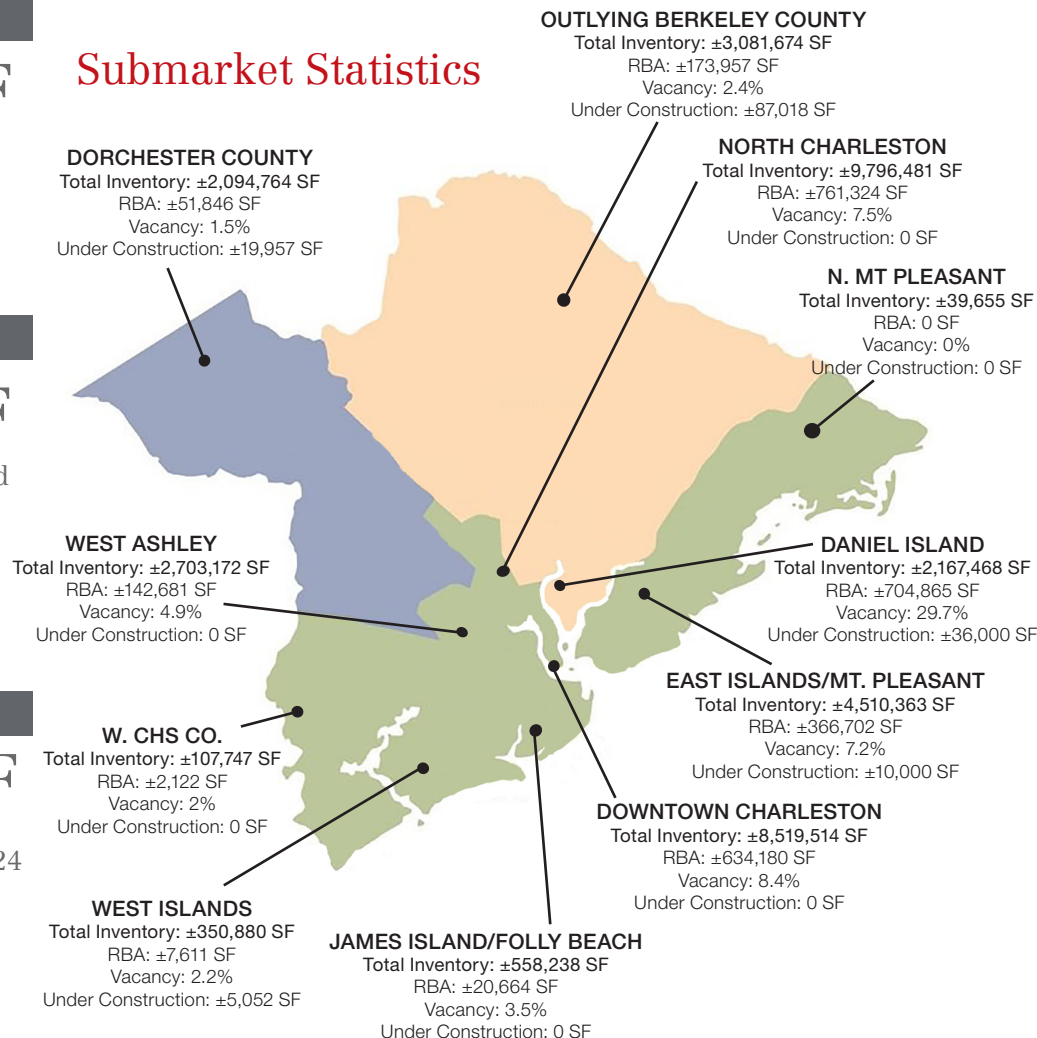 Submarket Statistics
OUTLYING BERKELEY COUNTY
Total Inventory: ±3,081,674 SF
RBA: ±173,957 SF
Vacancy: 2.4%
Under Construction: ±87,018 SF
DORCHESTER COUNTY
Total Inventory: ±2,094,764 SF
RBA: ±51,846 SF
Vacancy: 1.5%
Under Construction: ±19,957 SF
NORTH CHARLESTON
Total Inventory: ±9,796,481 SF
RBA: ±761,324 SF
Vacancy: 7.5%
Under Construction: 0 SF
N. MT PLEASANT
Total Inventory: ±39,655 SF
RBA: 0 SF
Vacancy: 0%
Under Construction: 0 SF
WEST ASHLEY
Total Inventory: ±2,703,172 SF
RBA: ±142,681 SF
Vacancy: 4.9%
Under Construction: 0 SF
DANIEL ISLAND
Total Inventory: ±2,167,468 SF
RBA: ±704,865 SF
Vacancy: 29.7%
Under Construction: ±36,000 SF
EAST ISLANDS/MT. PLEASANT
Total Inventory: ±4,510,363 SF
RBA: ±366,702 SF
Vacancy: 7.2%
Under Construction: ±10,000 SF
W. CHS CO.
Total Inventory: ±107,747 SF
RBA: ±2,122 SF
Vacancy: 2%
Under Construction: 0 SF
DOWNTOWN CHARLESTON
Total Inventory: ±8,519,514 SF
RBA: ±634,180 SF
Vacancy: 8.4%
Under Construction: 0 SF
WEST ISLANDS
Total Inventory: ±350,880 SF
RBA: ±7,611 SF
Vacancy: 2.2%
Under Construction: ±5,052 SF
JAMES ISLAND/FOLLY BEACH
Total Inventory: ±558,238 SF
RBA: ±20,664 SF
Vacancy: 3.5%
Under Construction: 0 SF
d
24